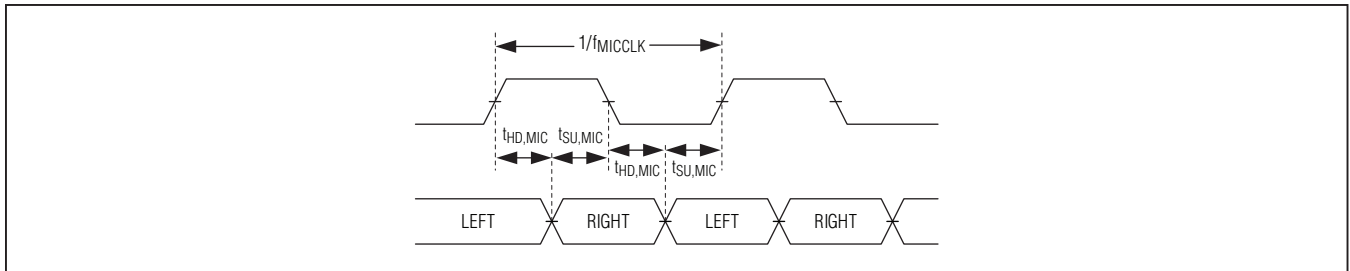 1/fMICCLK
tHD,MIC tSU,MIC
tHD,MIC tSU,MIC
LEFT RIGHT LEFT RIGHT